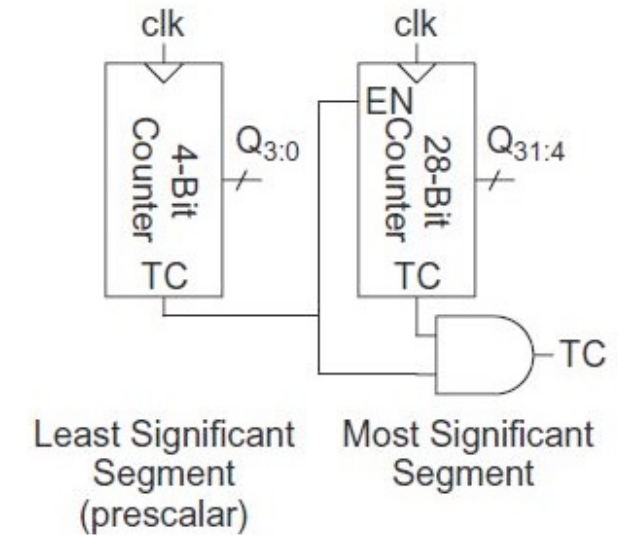 clk
clk
4-Bit
Counter
Q3:0
TC
EN
28-Bit
Counter
Q31:4
TC
TC
Least Significant
Segment
(prescalar)
Most Significant
Segment